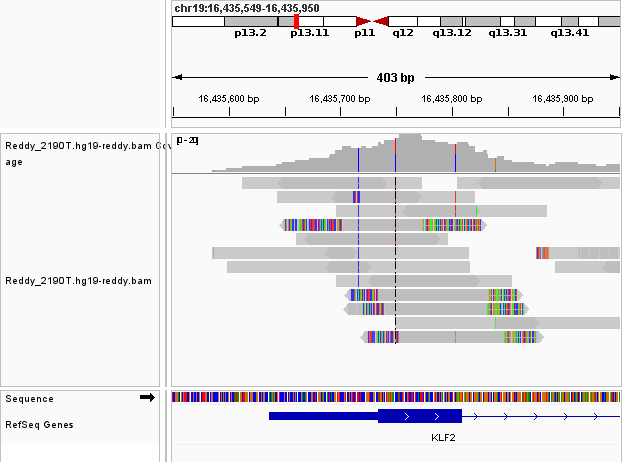 chr19:16,435,549-16,435,950
p13.2 p13.11 p11 q12 q13.12 q13.31 q13.41
403 bp
16,435,600 bp 16,435,700 bp 16,435,800 bp 16,435,900 bp
Reddy_2190T.hg19-reddy.bam Cov
age
[0-20]
Reddy_2190T.hg19-reddy.bam
Sequence
RefSeq Genes
KLF2